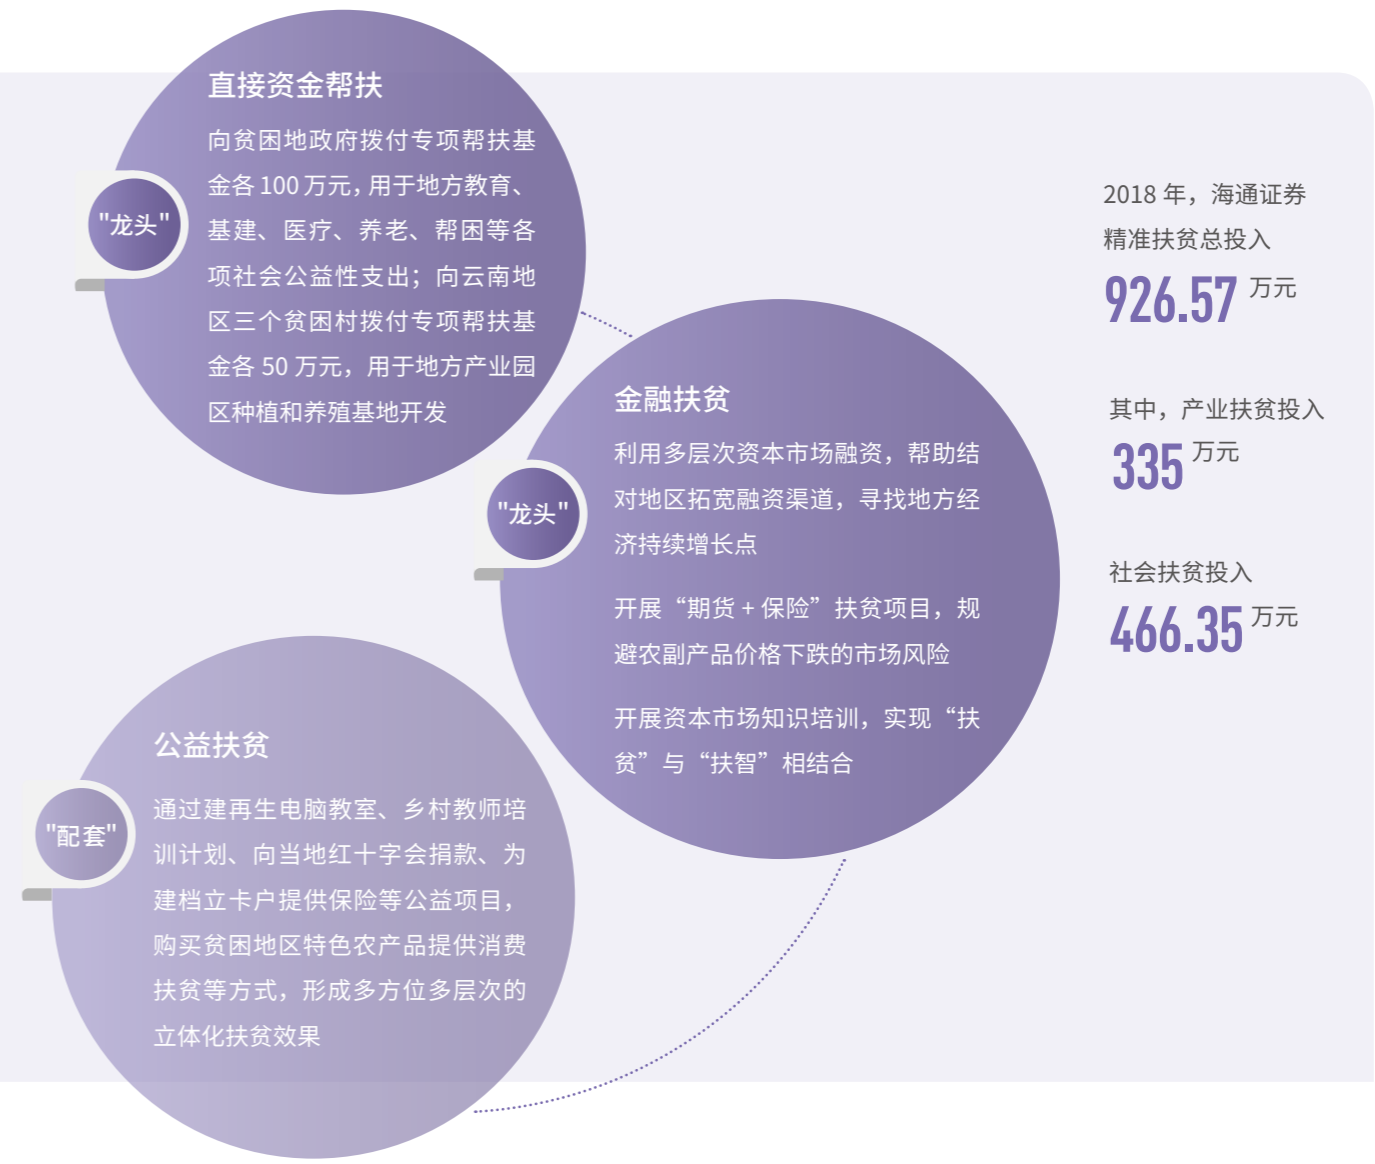 直接资金帮扶
向贫困地政府拨付专项帮扶基
金各 100 万元，用于地方教育、
基建、医疗、养老、帮困等各
项社会公益性支出；向云南地
区三个贫困村拨付专项帮扶基
金各 50 万元，用于地方产业园
区种植和养殖基地开发
"龙头"
金融扶贫
利用多层次资本市场融资，帮助结
对地区拓宽融资渠道，寻找地方经
济持续增长点
开展“期货 + 保险”扶贫项目，规
避农副产品价格下跌的市场风险
开展资本市场知识培训，实现“扶
贫”与“扶智”相结合
"龙头"
公益扶贫
通过建再生电脑教室、乡村教师培
训计划、向当地红十字会捐款、为
建档立卡户提供保险等公益项目，
购买贫困地区特色农产品提供消费
扶贫等方式，形成多方位多层次的
立体化扶贫效果
"配套"
2018 年，海通证券
精准扶贫总投入
926.57 万元
其中，产业扶贫投入
335 万元
社会扶贫投入
466.35 万元